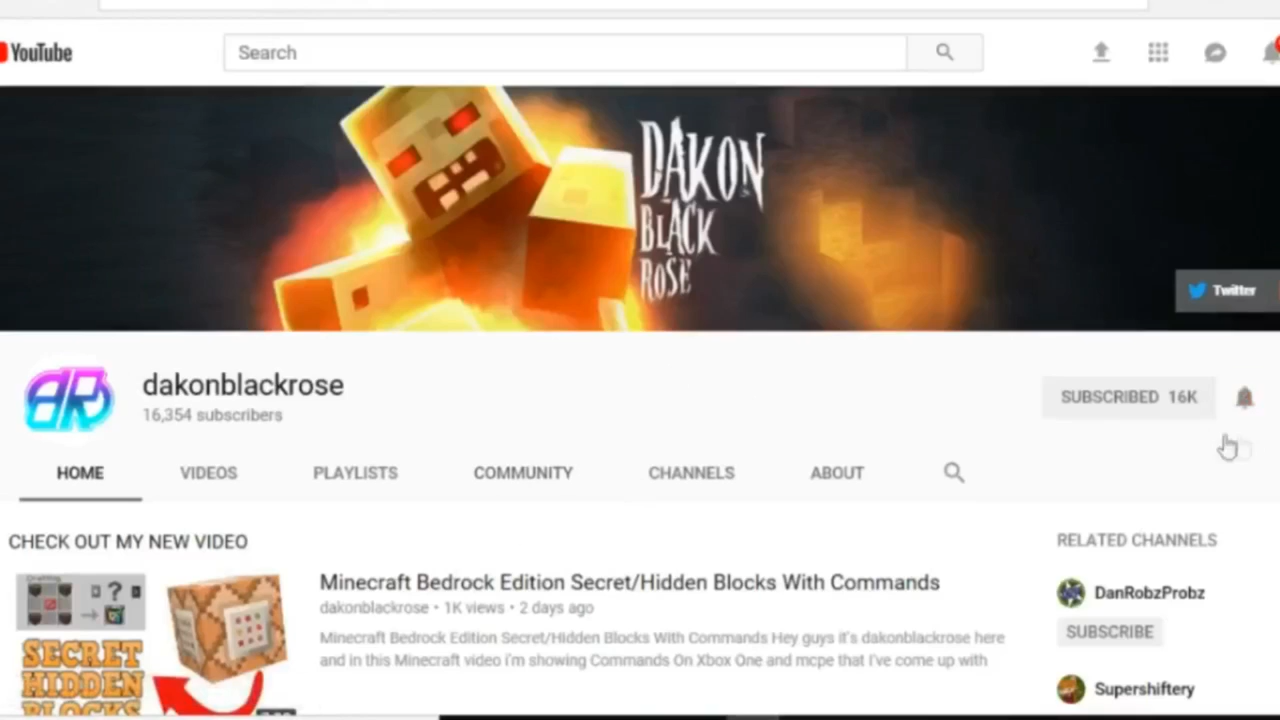 YouTube
Search
DAKON
BLACK
ROSE
Twitter
dakonblackrose
16,354 subscribers
SUBSCRIBED 16K
HOME VIDEOS PLAYLISTS COMMUNITY CHANNELS ABOUT
CHECK OUT MY NEW VIDEO
RELATED CHANNELS
Minecraft Bedrock Edition Secret/Hidden Blocks With Commands
dakonblackrose • 1K views • 2 days ago
Minecraft Bedrock Edition Secret/Hidden Blocks With Commands Hey guys it's dakonblackrose here
and in this Minecraft video i'm showing Commands On Xbox One and mcpe that I've come up with
SECRET
HIDDEN
BLOCKS
DanRobzProbz
SUBSCRIBE
Supershiftery